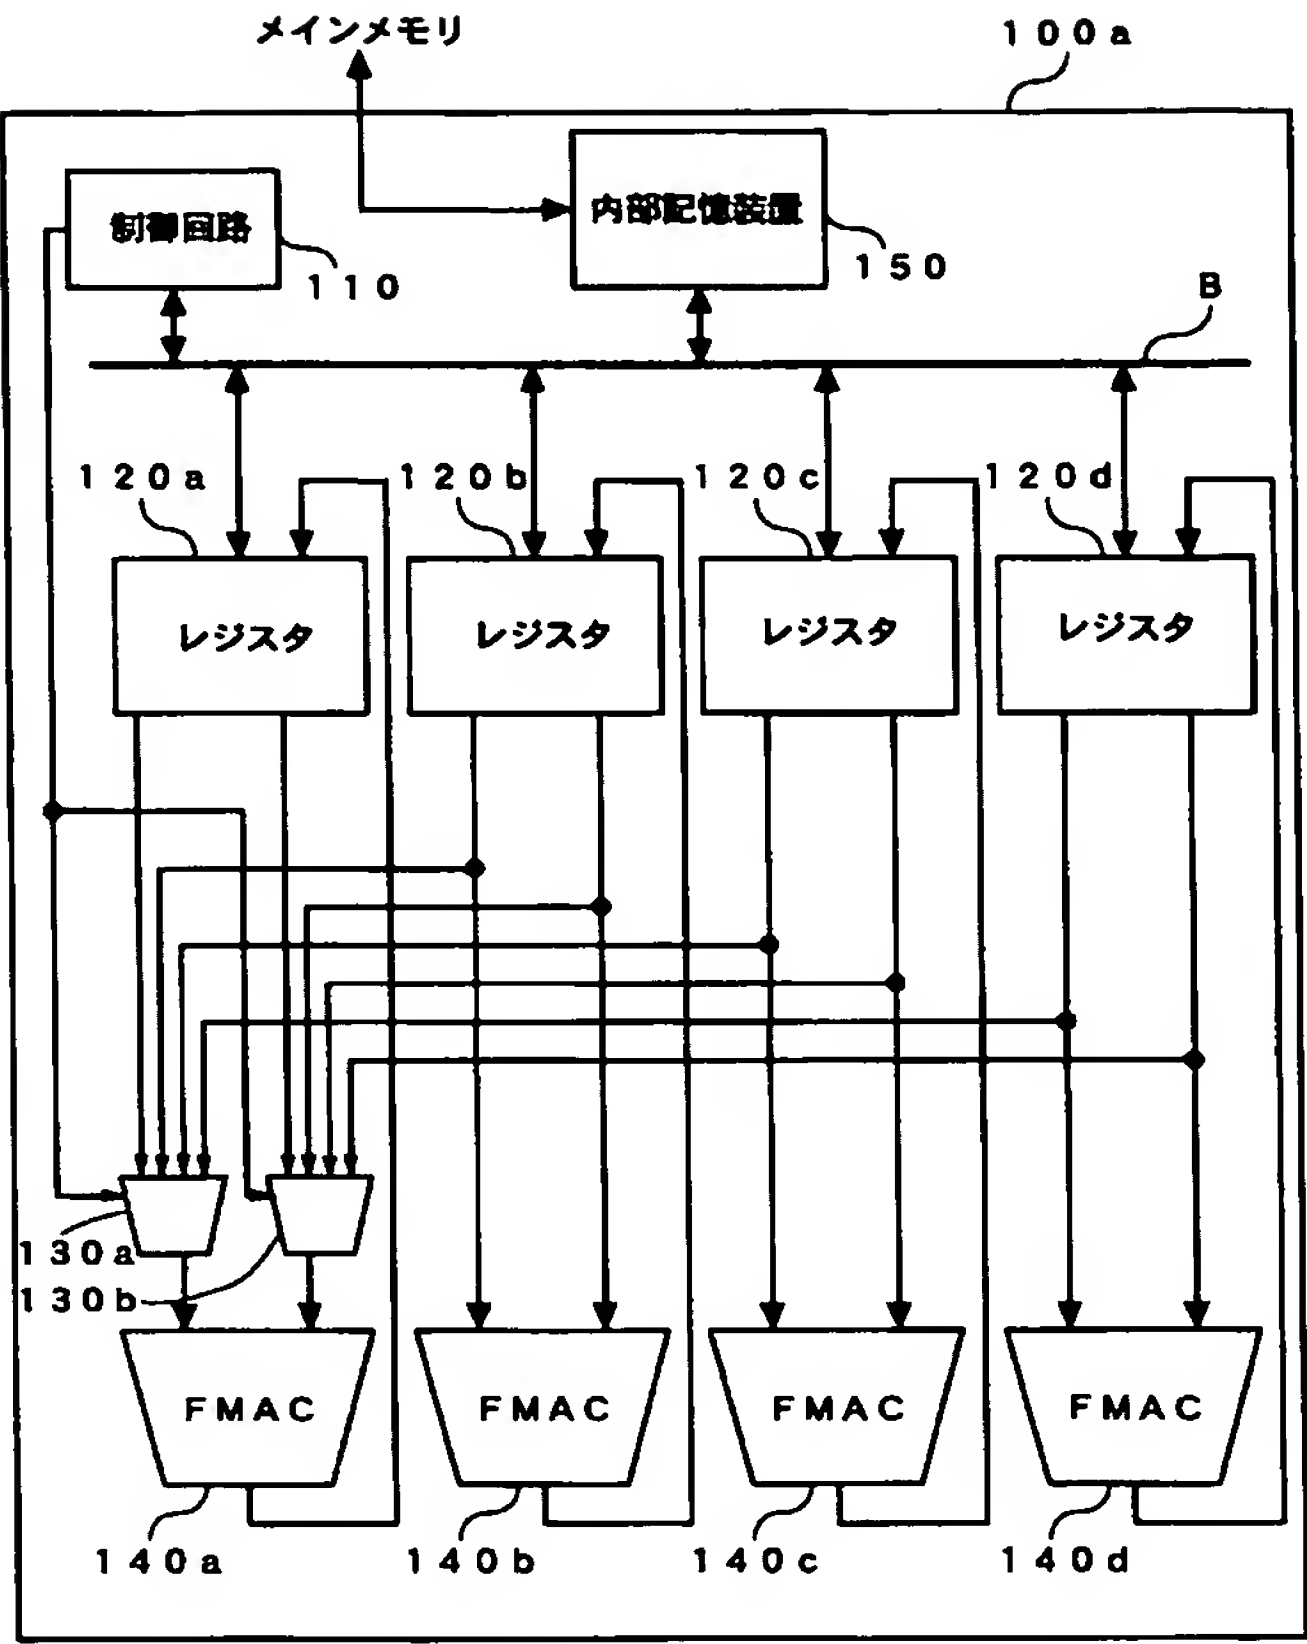 メインメモリ
100a
制御回路
110
内部記憶装置
150
B
120a
120b
120c
120d
レジスタ
レジスタ
レジスタ
レジスタ
130a
130b
FMAC
FMAC
FMAC
FMAC
140a
140b
140c
140d